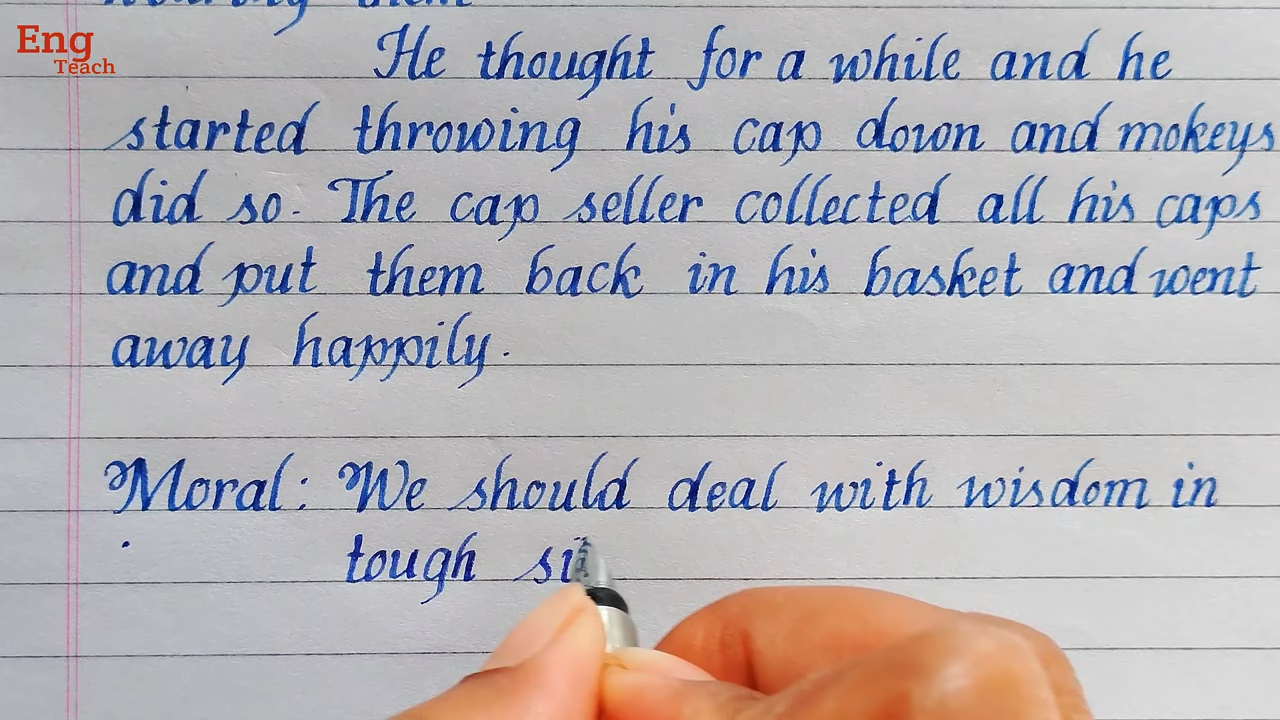 Eng
Teach
He thought for a while and he
started throwing his cap down and mokeys
did so. The cap seller collected all his caps
and put them back in his basket and went
away happily.
Moral: We should deal with wisdom in
tough